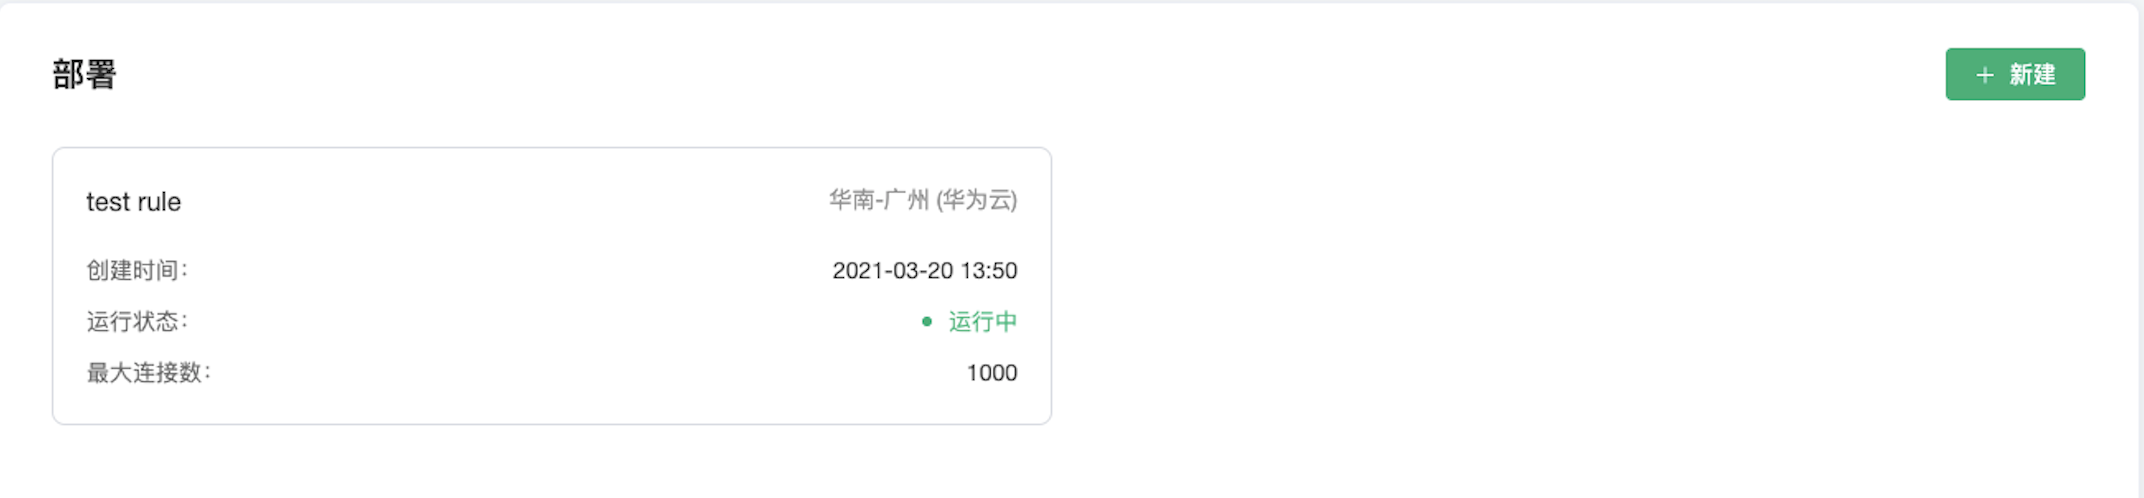 部署
+ 新建
test rule
华南-广州 (华为云)
创建时间：
2021-03-20 13:50
运行状态：
运行中
最大连接数：
1000